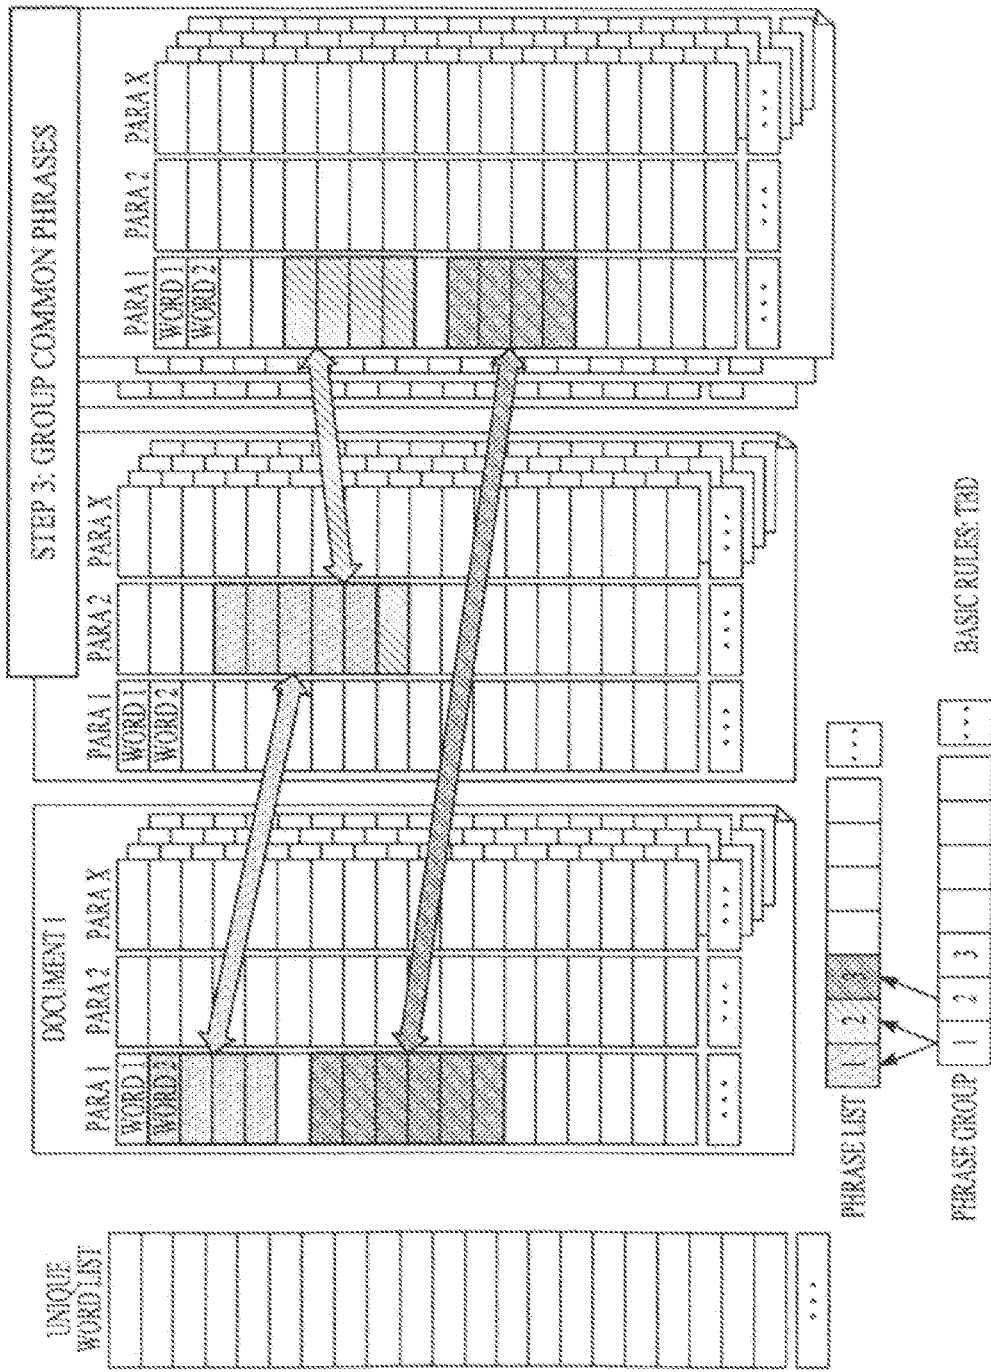 STEP 3: GROUP COMMON PHRASES
UNIQUE
WORD LIST
• • •
DOCUMENT 1
PARA 1 PARA 2 PARA X
WORD 1
WORD 2
• • • • • • • • •
PARA 1 PARA 2 PARA X
WORD 1
WORD 2
• • • • • • • • •
PARA 1 PARA 2 PARA X
WORD 1
WORD 2
• • • • • • • • •
PHRASE LIST 1 2 3 • • •
PHRASE GROUP 1 2 3 • • •
BASIC RULES: TBD